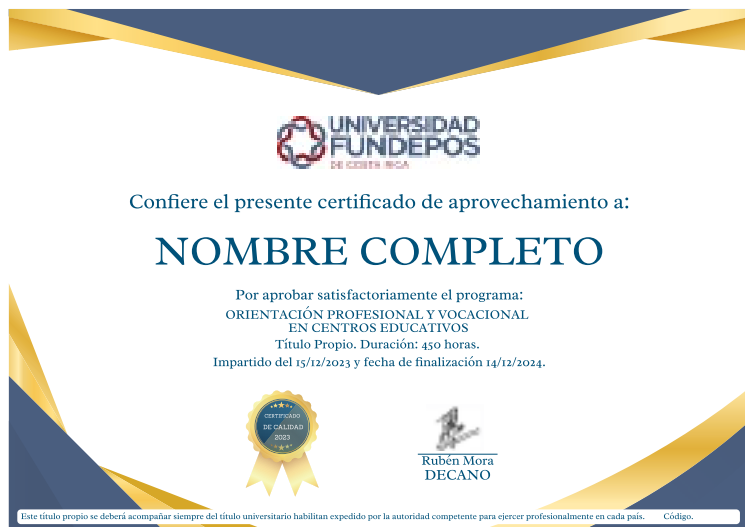 UNIVERSIDAD
FUNDEPOS
DE COSTA RICA
Confiere el presente certificado de aprovechamiento a:
NOMBRE COMPLETO
Por aprobar satisfactoriamente el programa:
ORIENTACIÓN PROFESIONAL Y VOCACIONAL
EN CENTROS EDUCATIVOS
Título Propio. Duración: 450 horas.
Impartido del 15/12/2023 y fecha de finalización 14/12/2024.
CERTIFICADO
DE CALIDAD
2023
Rubén Mora
DECANO
Este título propio se deberá acompañar siempre del título universitario habilitan expedido por la autoridad competente para ejercer profesionalmente en cada país. Código.